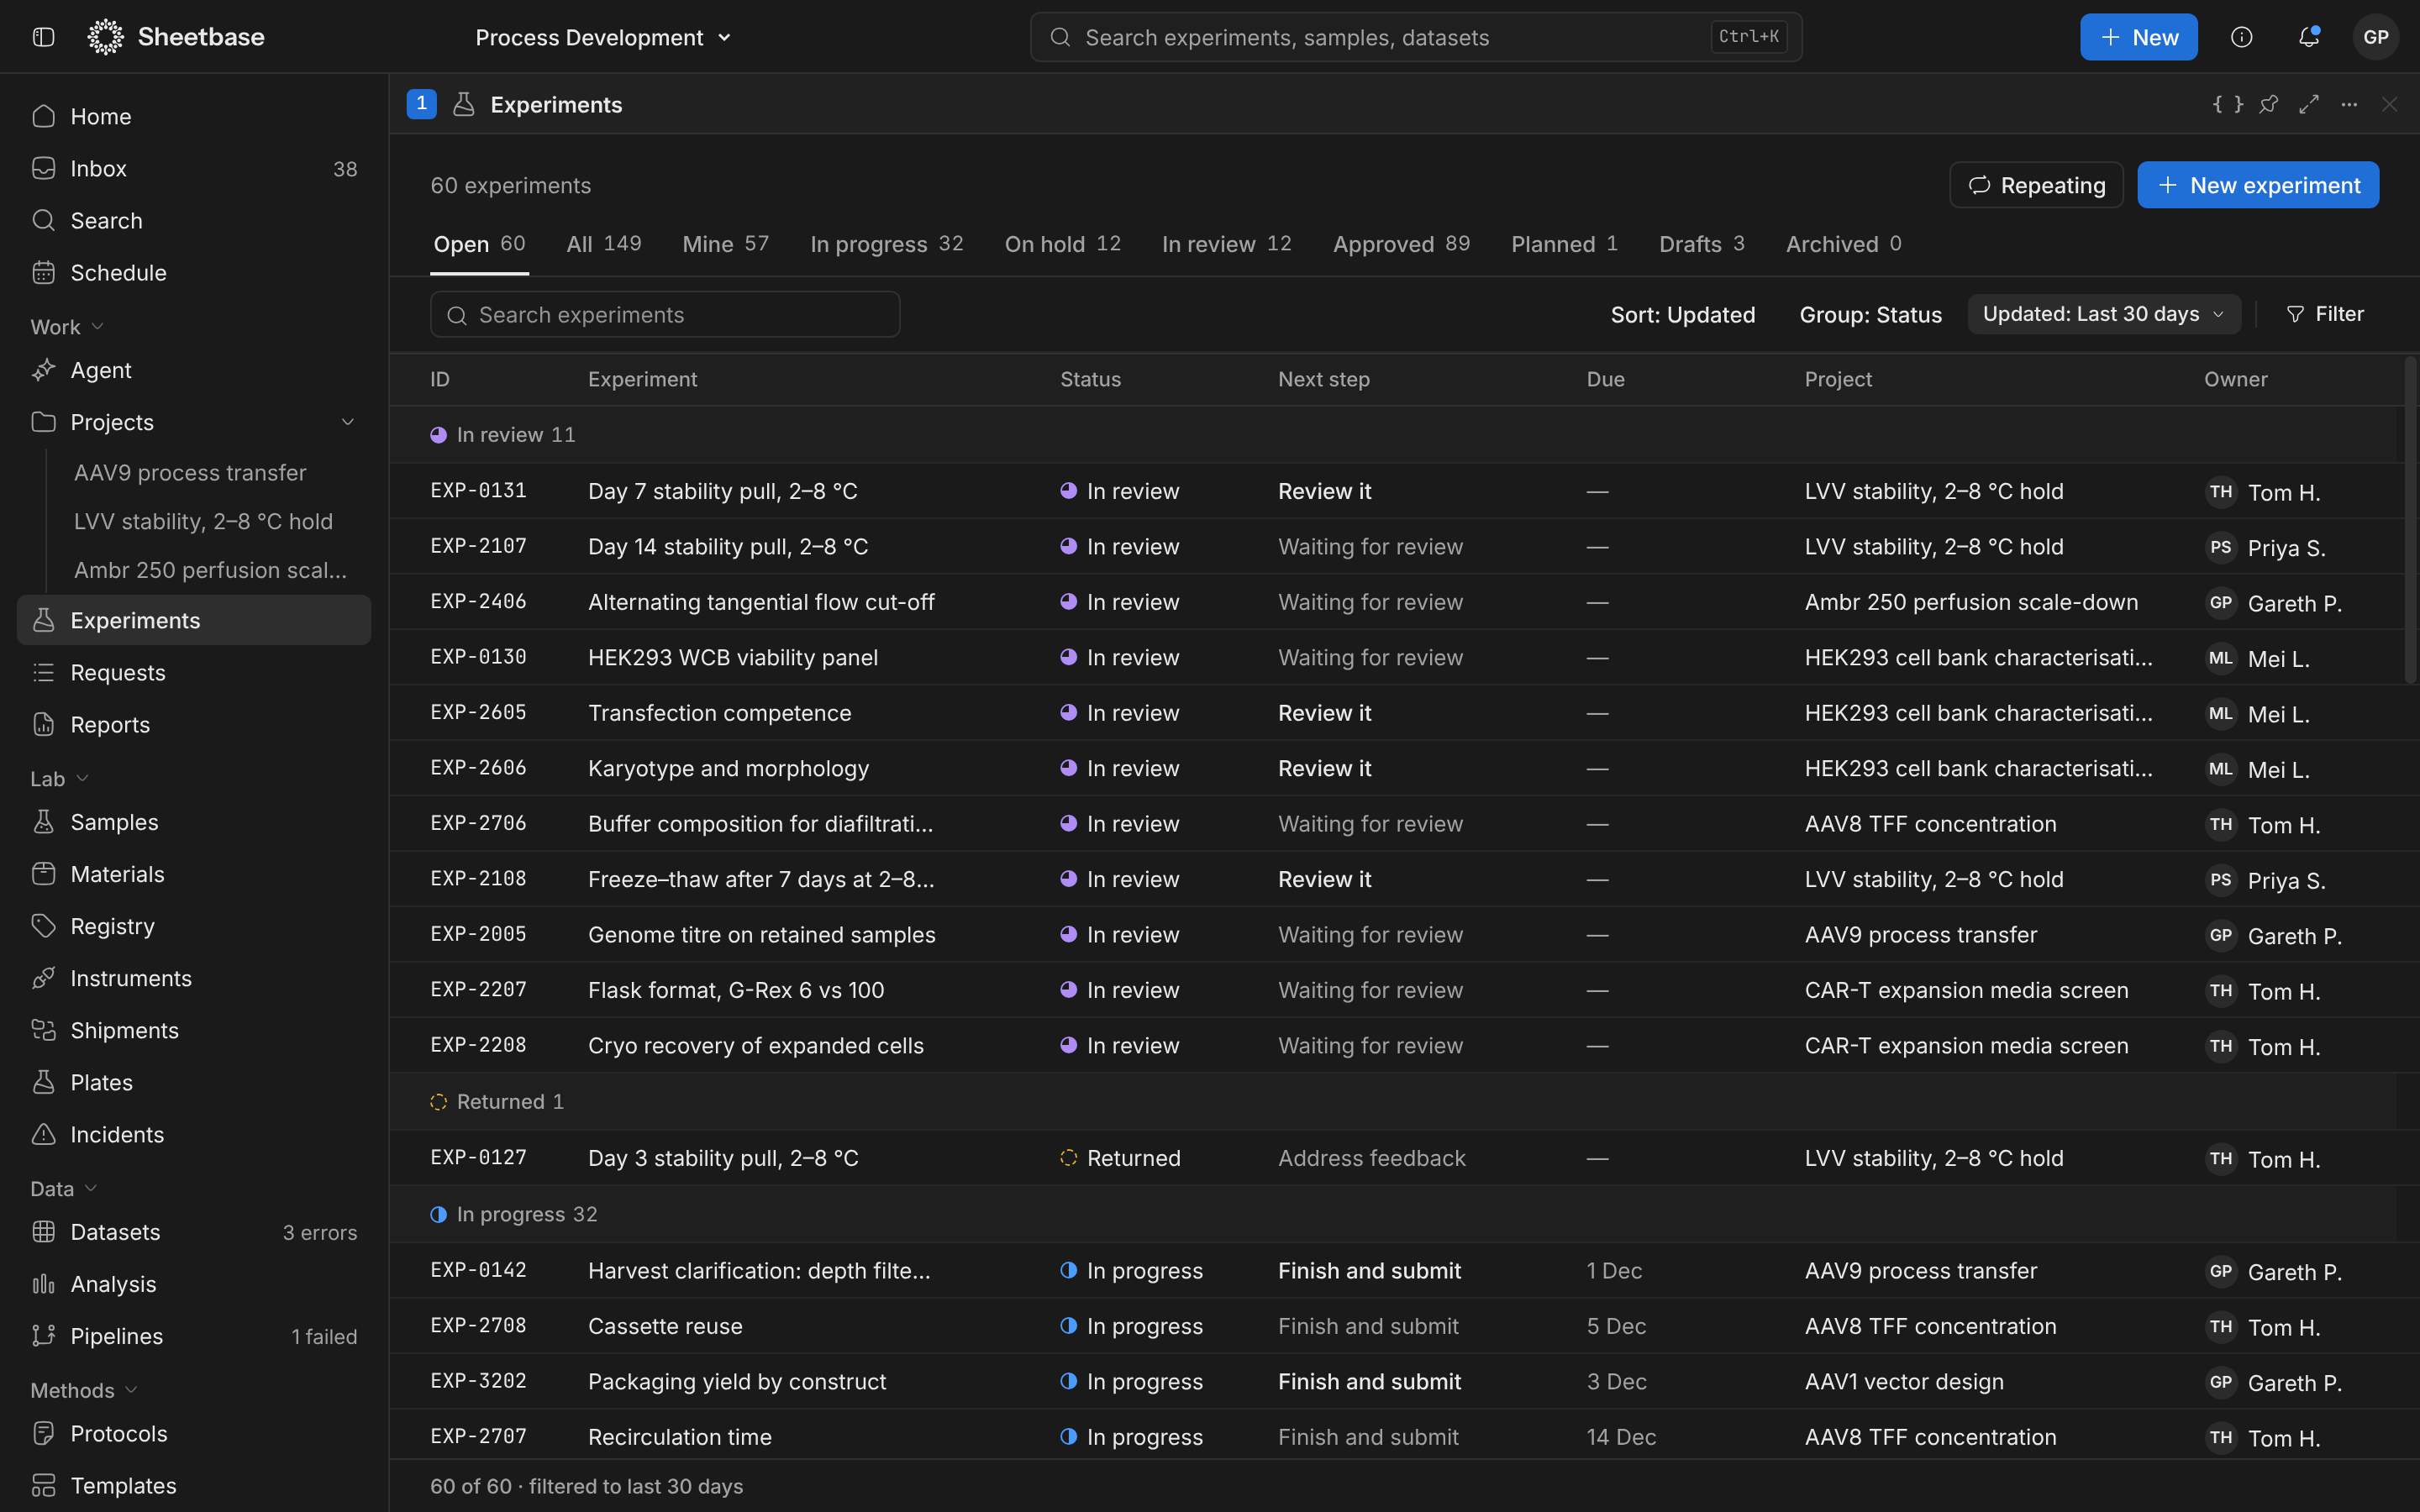 Sheetbase
Process Development
Search experiments, samples, datasets Ctrl+K
New
GP
Home
Inbox 38
Search
Schedule
Work
Agent
Projects
AAV9 process transfer
LVV stability, 2–8 °C hold
Ambr 250 perfusion scal...
Experiments
Requests
Reports
Lab
Samples
Materials
Registry
Instruments
Shipments
Plates
Incidents
Data
Datasets 3 errors
Analysis
Pipelines 1 failed
Methods
Protocols
Templates
1 Experiments { }
60 experiments
Repeating
New experiment
Open 60 All 149 Mine 57 In progress 32 On hold 12 In review 12 Approved 89 Planned 1 Drafts 3 Archived 0
Search experiments Sort: Updated Group: Status Updated: Last 30 days Filter
ID Experiment Status Next step Due Project Owner
In review 11
EXP-0131 Day 7 stability pull, 2–8 °C In review Review it — LVV stability, 2–8 °C hold TH Tom H.
EXP-2107 Day 14 stability pull, 2–8 °C In review Waiting for review — LVV stability, 2–8 °C hold PS Priya S.
EXP-2406 Alternating tangential flow cut-off In review Waiting for review — Ambr 250 perfusion scale-down GP Gareth P.
EXP-0130 HEK293 WCB viability panel In review Waiting for review — HEK293 cell bank characterisati... ML Mei L.
EXP-2605 Transfection competence In review Review it — HEK293 cell bank characterisati... ML Mei L.
EXP-2606 Karyotype and morphology In review Review it — HEK293 cell bank characterisati... ML Mei L.
EXP-2706 Buffer composition for diafiltrati... In review Waiting for review — AAV8 TFF concentration TH Tom H.
EXP-2108 Freeze–thaw after 7 days at 2–8... In review Review it — LVV stability, 2–8 °C hold PS Priya S.
EXP-2005 Genome titre on retained samples In review Waiting for review — AAV9 process transfer GP Gareth P.
EXP-2207 Flask format, G-Rex 6 vs 100 In review Waiting for review — CAR-T expansion media screen TH Tom H.
EXP-2208 Cryo recovery of expanded cells In review Waiting for review — CAR-T expansion media screen TH Tom H.
Returned 1
EXP-0127 Day 3 stability pull, 2–8 °C Returned Address feedback — LVV stability, 2–8 °C hold TH Tom H.
In progress 32
EXP-0142 Harvest clarification: depth filte... In progress Finish and submit 1 Dec AAV9 process transfer GP Gareth P.
EXP-2708 Cassette reuse In progress Finish and submit 5 Dec AAV8 TFF concentration TH Tom H.
EXP-3202 Packaging yield by construct In progress Finish and submit 3 Dec AAV1 vector design GP Gareth P.
EXP-2707 Recirculation time In progress Finish and submit 14 Dec AAV8 TFF concentration TH Tom H.
60 of 60 · filtered to last 30 days